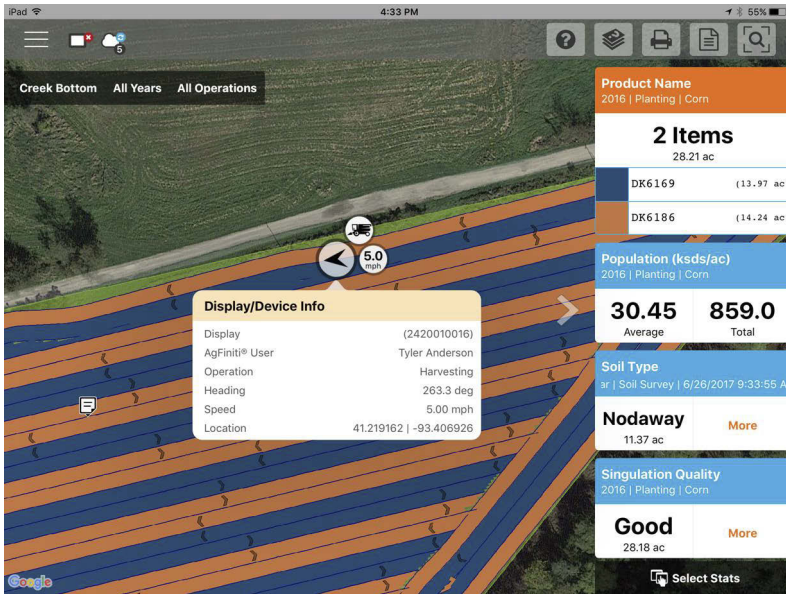 iPad
4:33 PM
55%
5
Creek Bottom All Years All Operations
Product Name
2016 | Planting | Corn
2 Items
28.21 ac
DK6169 (13.97 ac
DK6186 (14.24 ac
5.0
mph
Display/Device Info
Display (2420010016)
AgFiniti® User Tyler Anderson
Operation Harvesting
Heading 263.3 deg
Speed 5.00 mph
Location 41.219162 | -93.406926
Population (ksds/ac)
2016 | Planting | Corn
30.45 859.0
Average Total
Soil Type
ar | Soil Survey | 6/26/2017 9:33:55 A
Nodaway More
11.37 ac
Singulation Quality
2016 | Planting | Corn
Good More
28.18 ac
Select Stats
Google